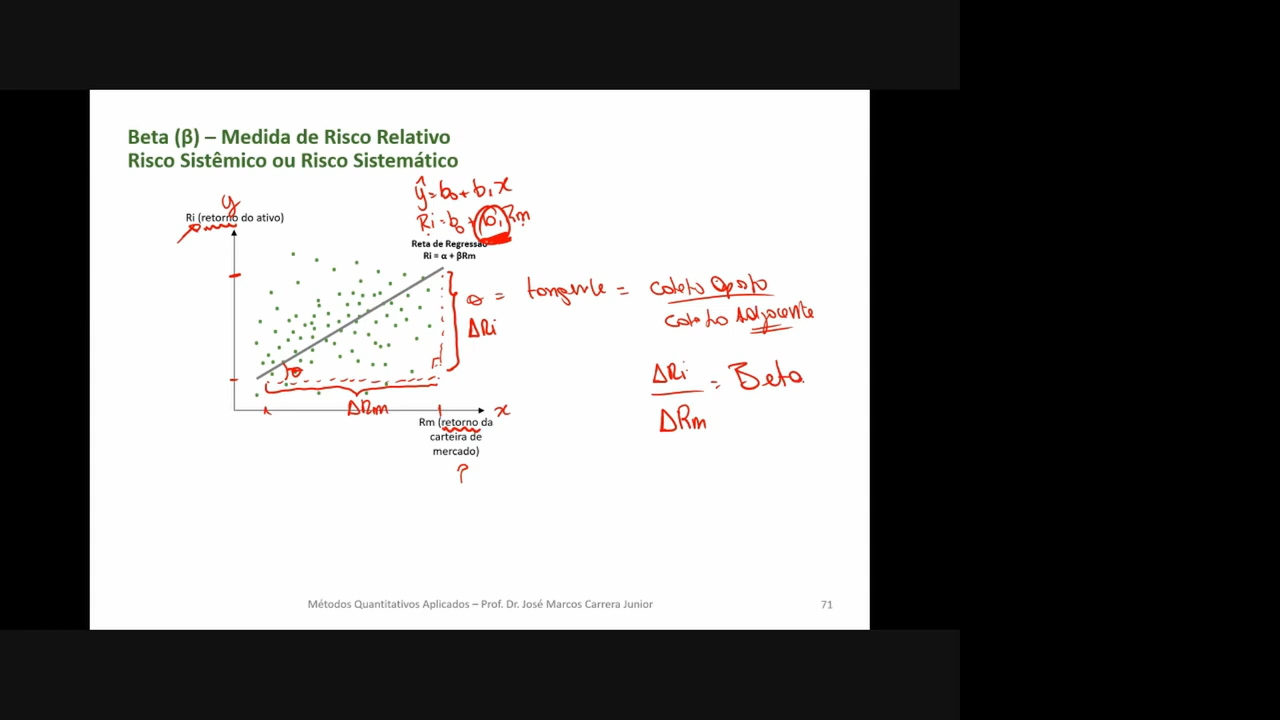 Beta (β) – Medida de Risco Relativo
Risco Sistêmico ou Risco Sistemático
ŷ = b₀ + b₁x
y
Ri (retorno do ativo)
Ri = b₀ + b₁Rm
Reta de Regressão
Ri = α + βRm
θ = tangente = cateto oposto
cateto Adjacente
ΔRi
θ
ΔRi = Beta
ΔRm
ΔRm
x
Rm (retorno da
carteira de
mercado)
Métodos Quantitativos Aplicados – Prof. Dr. José Marcos Carrera Junior
71